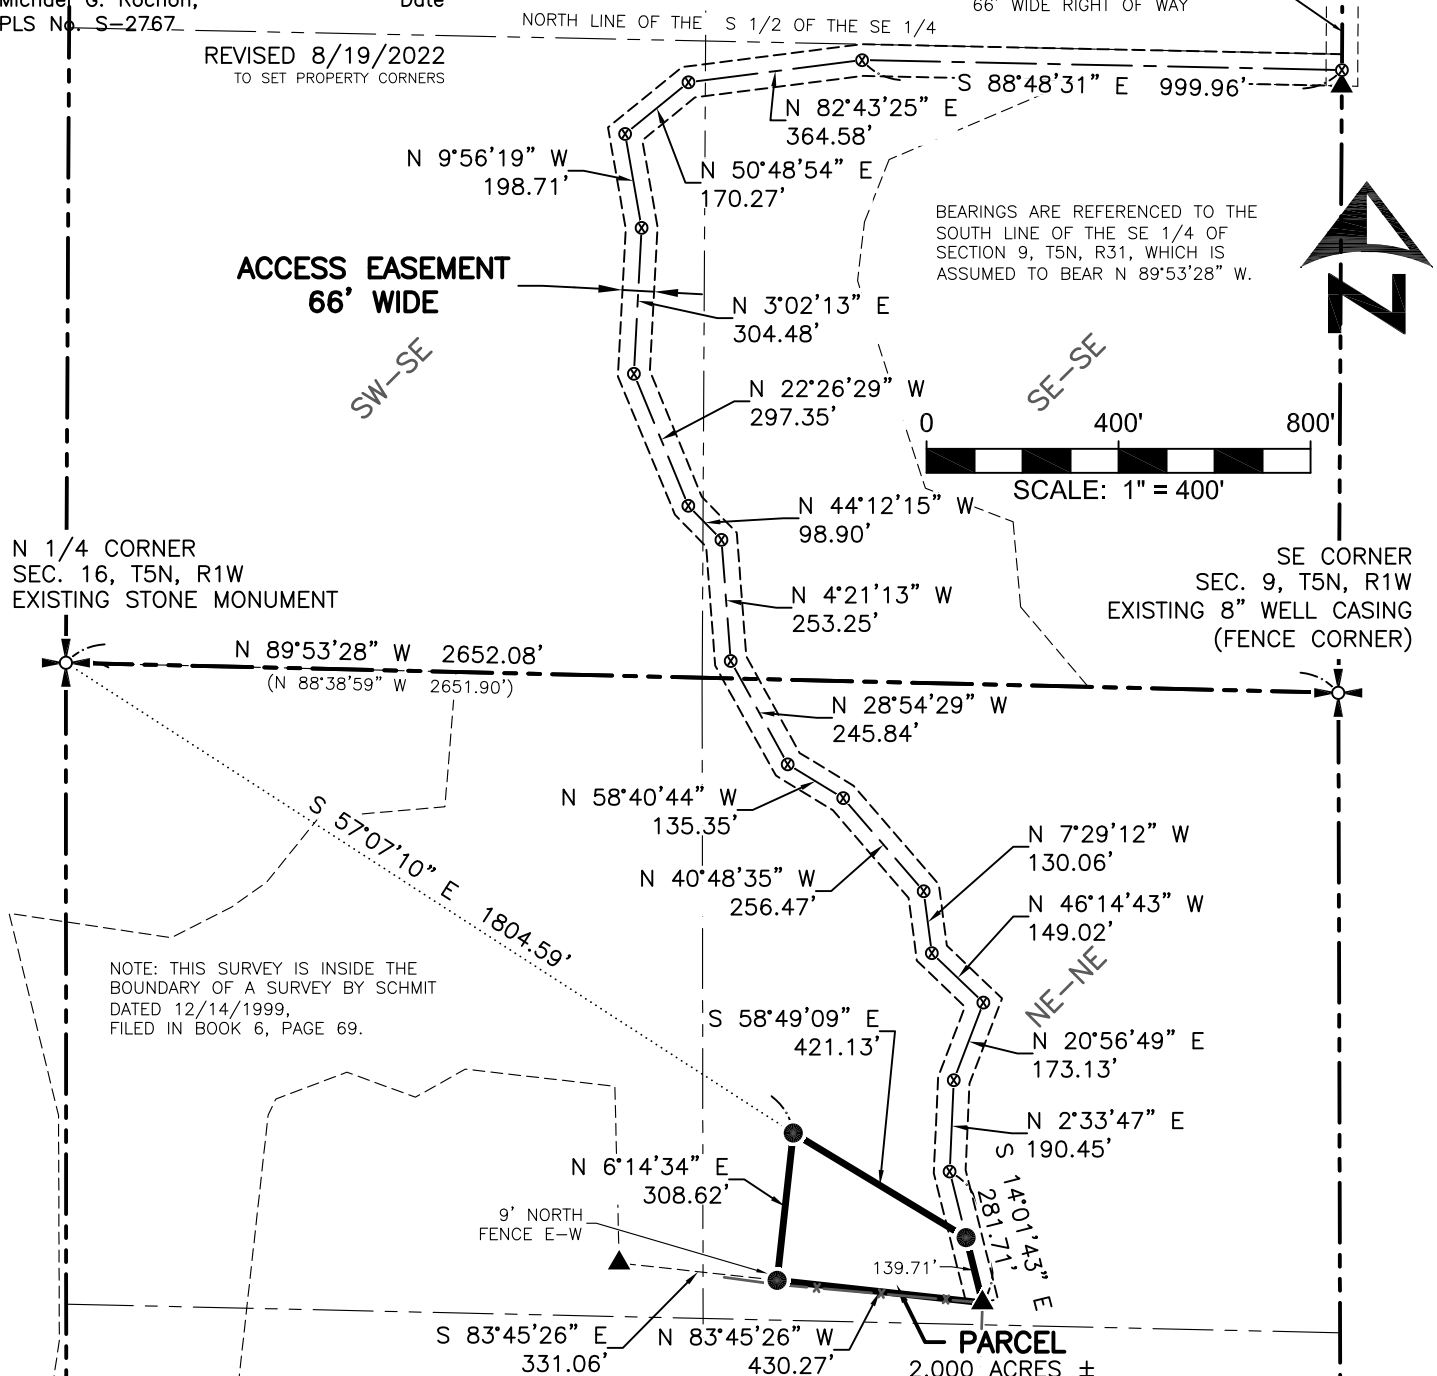 Michael G. Rochon,
Date
PLS No. S-2767
REVISED 8/19/2022
TO SET PROPERTY CORNERS
NORTH LINE OF THE S 1/2 OF THE SE 1/4
66' WIDE RIGHT OF WAY
S 88°48'31" E 999.96'
N 82°43'25" E
364.58'
N 9°56'19" W
198.71'
N 50°48'54" E
170.27'
BEARINGS ARE REFERENCED TO THE
SOUTH LINE OF THE SE 1/4 OF
SECTION 9, T5N, R31, WHICH IS
ASSUMED TO BEAR N 89°53'28" W.
N
ACCESS EASEMENT
66' WIDE
N 3°02'13" E
304.48'
SW-SE
SE-SE
N 22°26'29" W
297.35'
0 400' 800'
SCALE: 1" = 400'
N 44°12'15" W
98.90'
N 1/4 CORNER
SEC. 16, T5N, R1W
EXISTING STONE MONUMENT
SE CORNER
SEC. 9, T5N, R1W
EXISTING 8" WELL CASING
(FENCE CORNER)
N 4°21'13" W
253.25'
N 89°53'28" W 2652.08'
(N 88°38'59" W 2651.90')
N 28°54'29" W
245.84'
N 58°40'44" W
135.35'
S 57°07'10" E 1804.59'
N 7°29'12" W
130.06'
N 40°48'35" W
256.47'
N 46°14'43" W
149.02'
NE-NE
NOTE: THIS SURVEY IS INSIDE THE
BOUNDARY OF A SURVEY BY SCHMIT
DATED 12/14/1999,
FILED IN BOOK 6, PAGE 69.
S 58°49'09" E
421.13'
N 20°56'49" E
173.13'
N 2°33'47" E
190.45'
S 14°01'43" E
281.71'
N 6°14'34" E
308.62'
9' NORTH
FENCE E-W
139.71'
S 83°45'26" E
331.06'
N 83°45'26" W
430.27'
PARCEL
2.000 ACRES ±